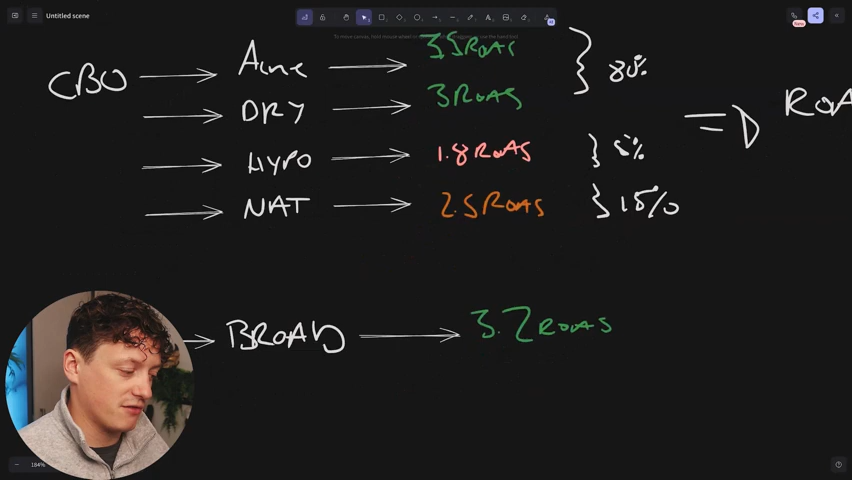 Untitled scene
CBO → Acne → 3.5 ROAS } 80%
→ DRY → 3 ROAS
=D ROA
→ HYPO → 1.8 ROAS } 5%
→ NAT → 2.5 ROAS } 15%
→ BROAD → 3.2 ROAS
184%